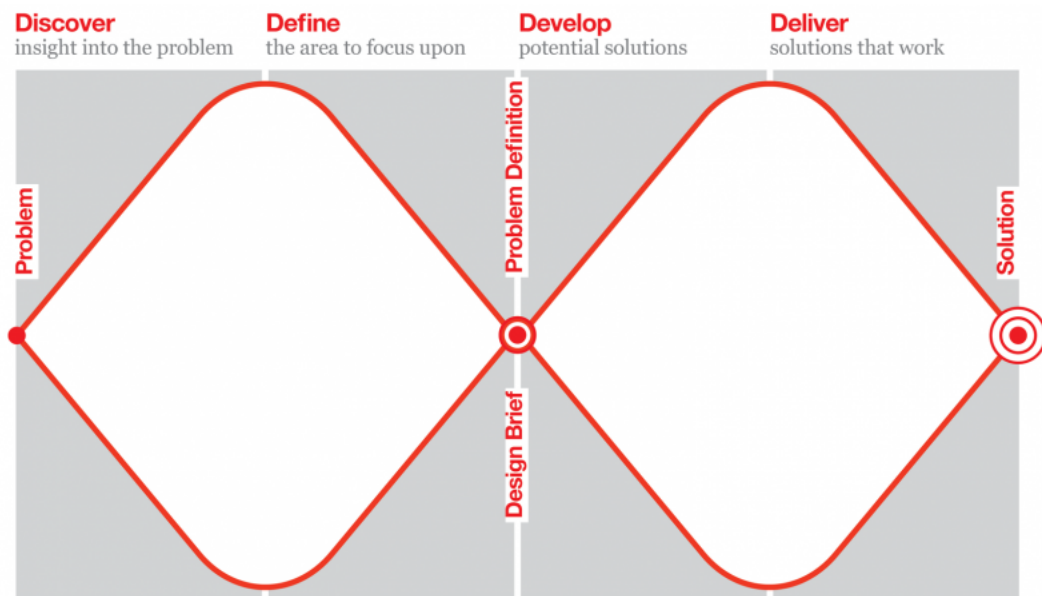 Discover
insight into the problem
Define
the area to focus upon
Develop
potential solutions
Deliver
solutions that work
Problem
Problem Definition
Design Brief
Solution